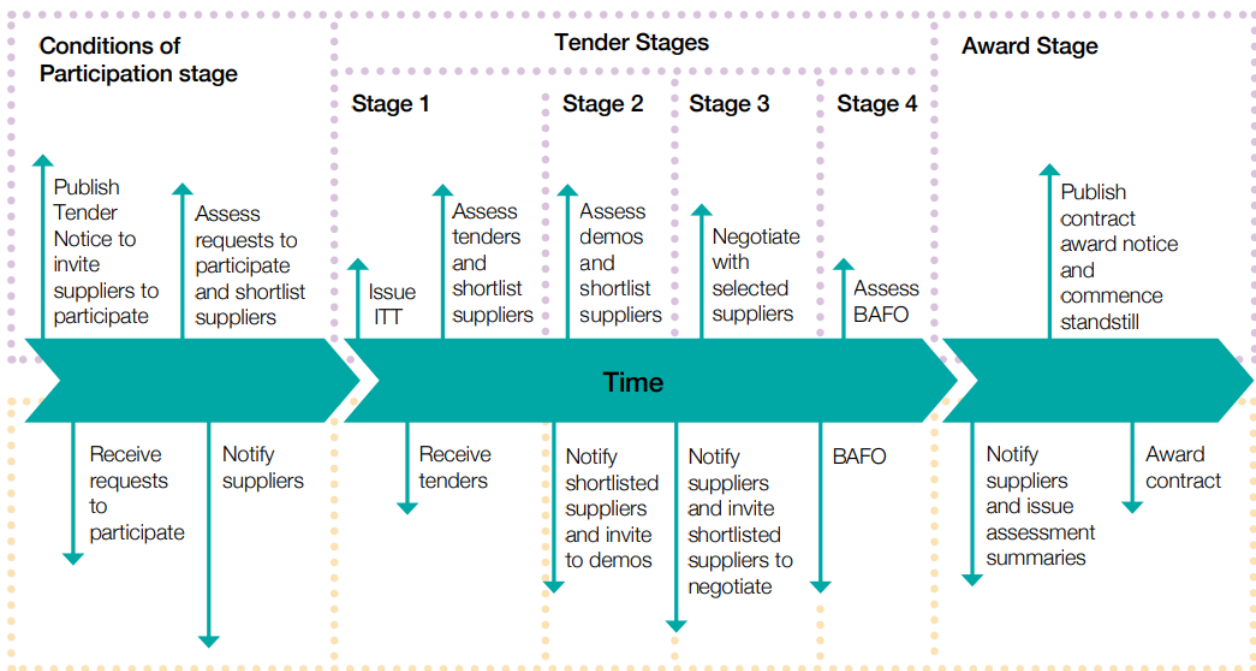 Conditions of
Participation stage
Tender Stages
Award Stage
Stage 1
Stage 2
Stage 3
Stage 4
Publish
Tender
Notice to
invite
suppliers to
participate
Assess
requests to
participate
and shortlist
suppliers
Issue
ITT
Assess
tenders
and
shortlist
suppliers
Assess
demos
and
shortlist
suppliers
Negotiate
with
selected
suppliers
Assess
BAFO
Publish
contract
award notice
and
commence
standstill
Time
Receive
requests
to
participate
Notify
suppliers
Receive
tenders
Notify
shortlisted
suppliers
and invite
to demos
Notify
suppliers
and invite
shortlisted
suppliers to
negotiate
BAFO
Notify
suppliers
and issue
assessment
summaries
Award
contract